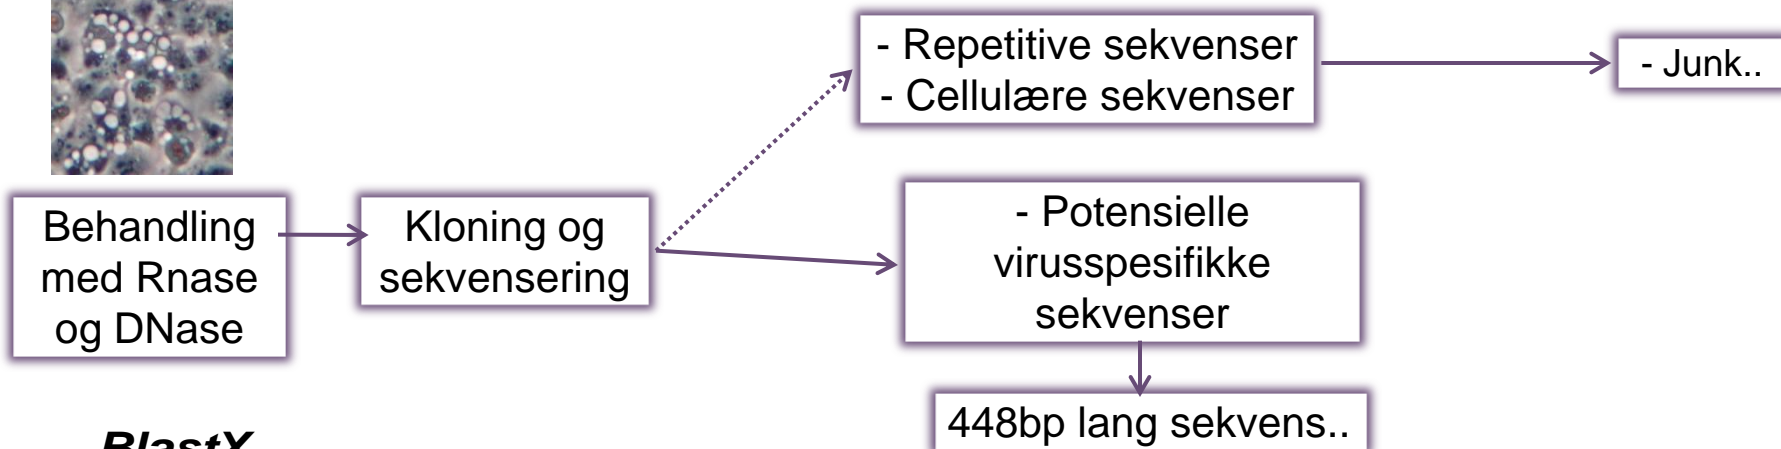 - Repetitive sekvenser
- Cellulære sekvenser
- Junk..
Behandling
med Rnase
og DNase
Kloning og
sekvensering
- Potensielle
virusspesifikke
sekvenser
448bp lang sekvens..
BlastX